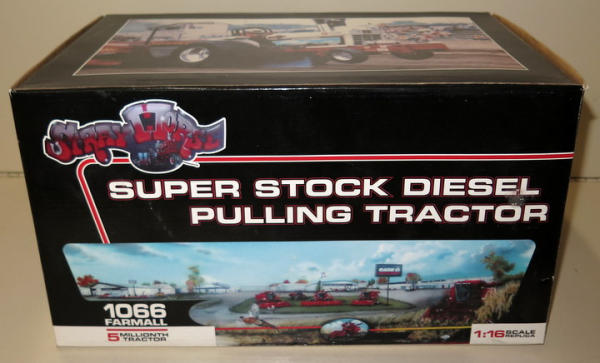 SUPER STOCK DIESEL
PULLING TRACTOR
1066
FARMALL
5 MILLIONTH
TRACTOR
1:16 SCALE
REPLICA